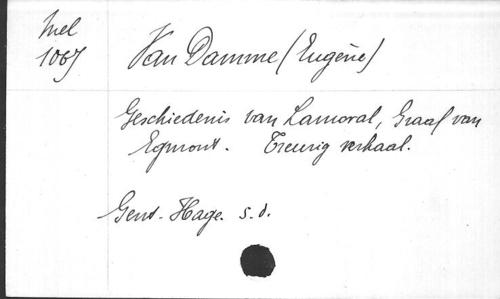 Mel
1067
Van Damme (Eugène)
Geschiedenis van Lamoral, Graaf van
Egmont. Treurig verhaal.
Gent. Hage. s.d.